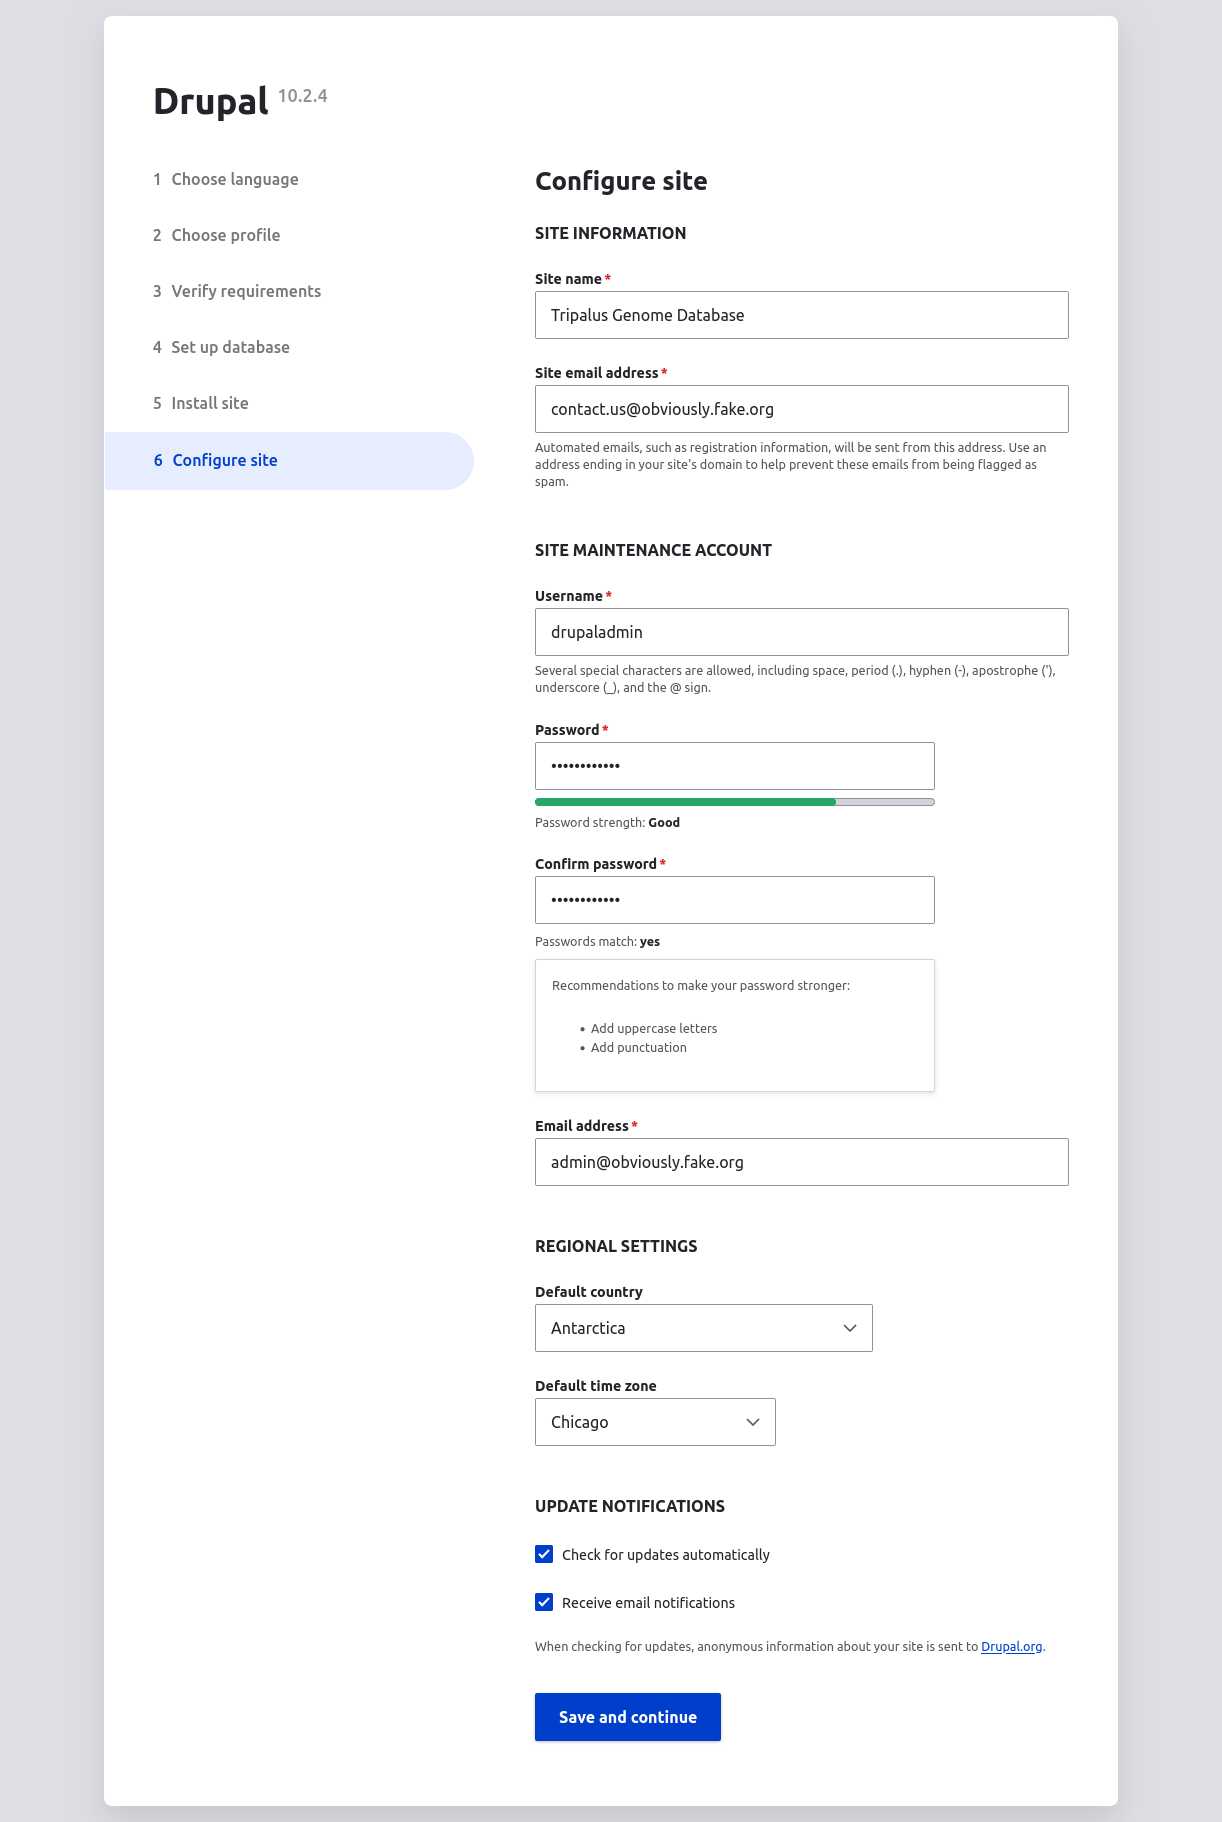 Drupal 10.2.4
1 Choose language
2 Choose profile
3 Verify requirements
4 Set up database
5 Install site
6 Configure site
Configure site
SITE INFORMATION
Site name*
Tripalus Genome Database
Site email address*
contact.us@obviously.fake.org
Automated emails, such as registration information, will be sent from this address. Use an
address ending in your site's domain to help prevent these emails from being flagged as
spam.
SITE MAINTENANCE ACCOUNT
Username*
drupaladmin
Several special characters are allowed, including space, period (.), hyphen (-), apostrophe ('),
underscore (_), and the @ sign.
Password*
••••••••••••
Password strength: Good
Confirm password*
••••••••••••
Passwords match: yes
Recommendations to make your password stronger:
• Add uppercase letters
• Add punctuation
Email address*
admin@obviously.fake.org
REGIONAL SETTINGS
Default country
Antarctica
Default time zone
Chicago
UPDATE NOTIFICATIONS
Check for updates automatically
Receive email notifications
When checking for updates, anonymous information about your site is sent to Drupal.org.
Save and continue